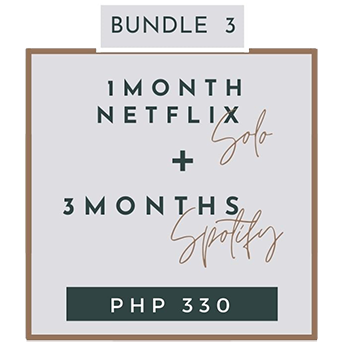 BUNDLE 3
1MONTH
NETFLIX
Solo
+
3MONTHS
Spotify
PHP 330